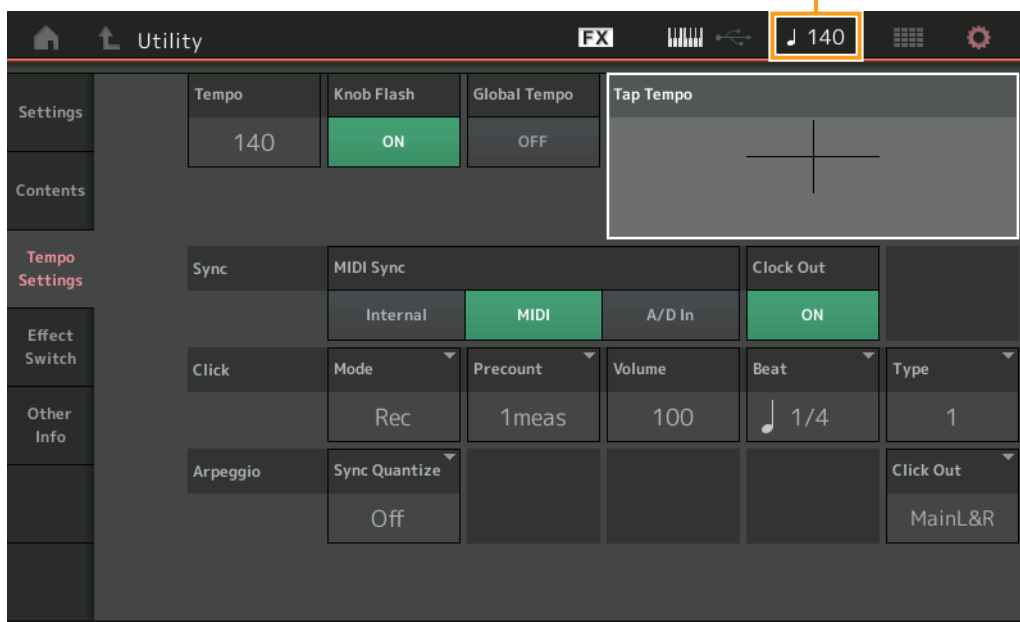 Utility
FX
♩ 140
Settings
Contents
Tempo
Settings
Effect
Switch
Other
Info
Tempo
140
Knob Flash
ON
Global Tempo
OFF
Tap Tempo
Sync
MIDI Sync
Internal
MIDI
A/D In
Clock Out
ON
Click
Mode
Rec
Precount
1meas
Volume
100
Beat
♩ 1/4
Type
1
Arpeggio
Sync Quantize
Off
Click Out
MainL&R